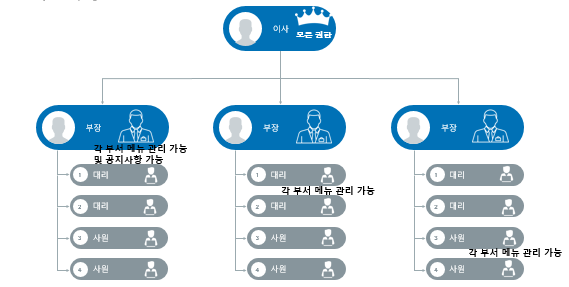 이사
모든 권한
부장
부장
부장
각 부서 메뉴 관리 가능
및 공지사항 가능
1 대리
2 대리
3 사원
4 사원
1 대리
각 부서 메뉴 관리 가능
2 대리
3 사원
4 사원
1 대리
2 대리
3 사원
각 부서 메뉴 관리 가능
4 사원